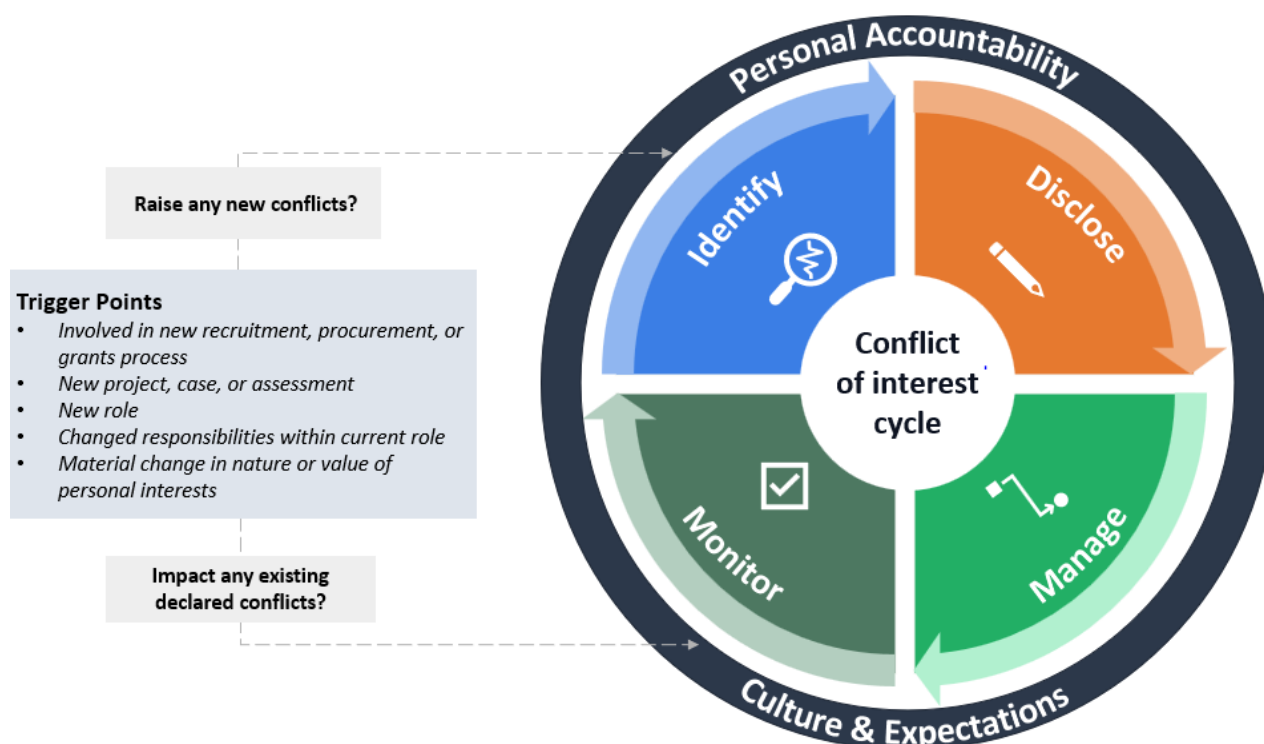 Personal Accountability
Raise any new conflicts?
Identify
Disclose
Trigger Points
• Involved in new recruitment, procurement, or
grants process
• New project, case, or assessment
• New role
• Changed responsibilities within current role
• Material change in nature or value of
personal interests
Conflict
of interest
cycle
Monitor
Manage
Impact any existing
declared conflicts?
Culture & Expectations